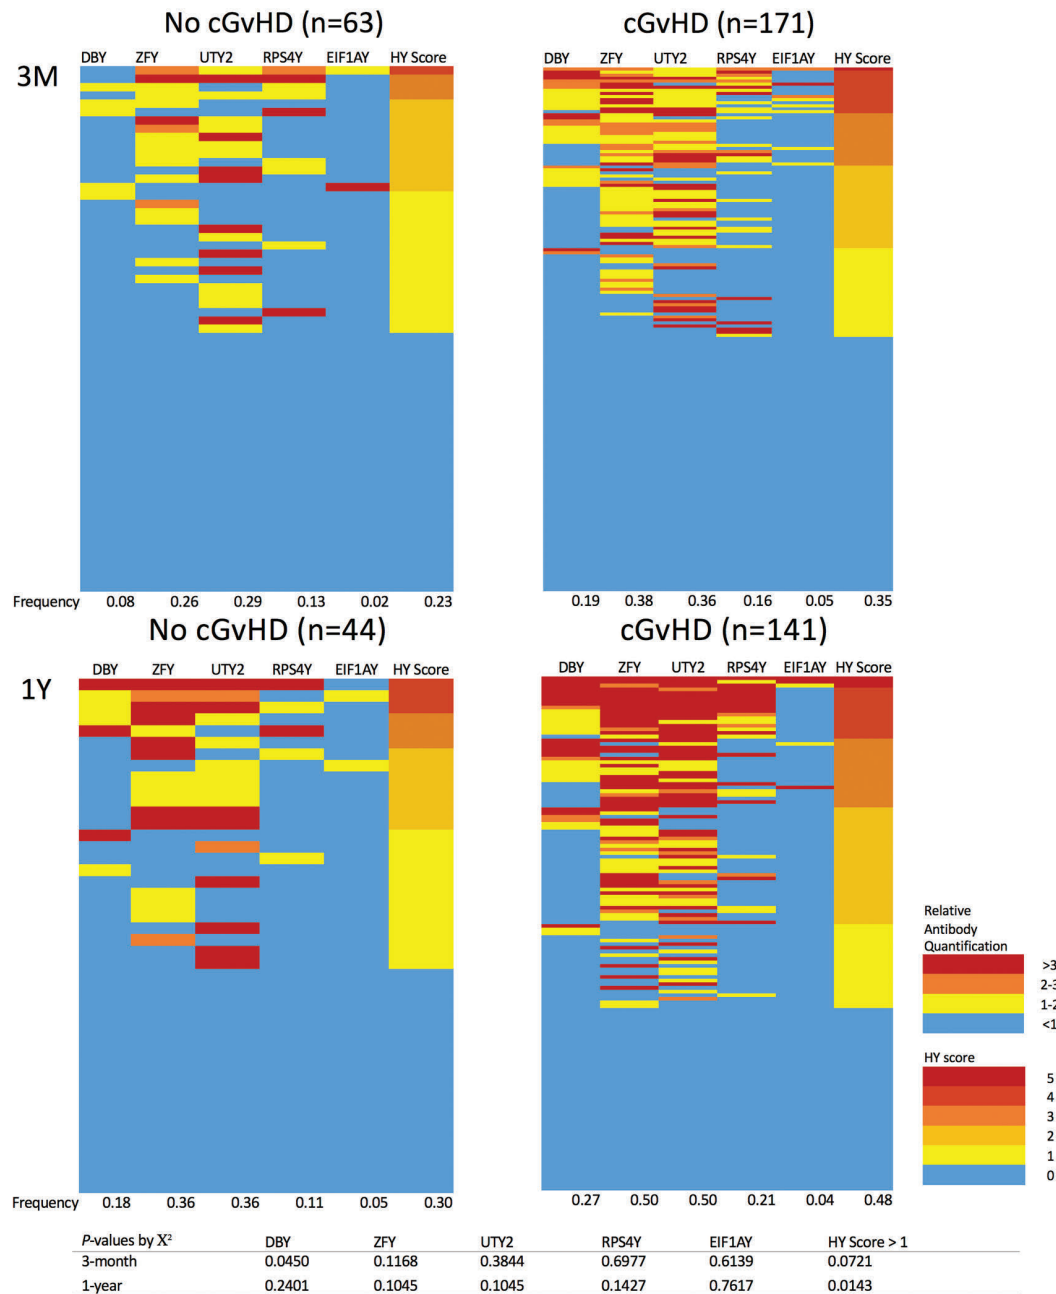 No cGvHD (n=63)
cGvHD (n=171)
3M
DBY ZFY UTY2 RPS4Y EIF1AY HY Score
DBY ZFY UTY2 RPS4Y EIF1AY HY Score
Frequency 0.08 0.26 0.29 0.13 0.02 0.23
0.19 0.38 0.36 0.16 0.05 0.35
No cGvHD (n=44)
cGvHD (n=141)
1Y
DBY ZFY UTY2 RPS4Y EIF1AY HY Score
DBY ZFY UTY2 RPS4Y EIF1AY HY Score
Relative
Antibody
Quantification
>3
2-3
1-2
<1
HY score
5
4
3
2
1
0
Frequency 0.18 0.36 0.36 0.11 0.05 0.30
0.27 0.50 0.50 0.21 0.04 0.48
P-values by X² DBY ZFY UTY2 RPS4Y EIF1AY HY Score > 1
3-month 0.0450 0.1168 0.3844 0.6977 0.6139 0.0721
1-year 0.2401 0.1045 0.1045 0.1427 0.7617 0.0143